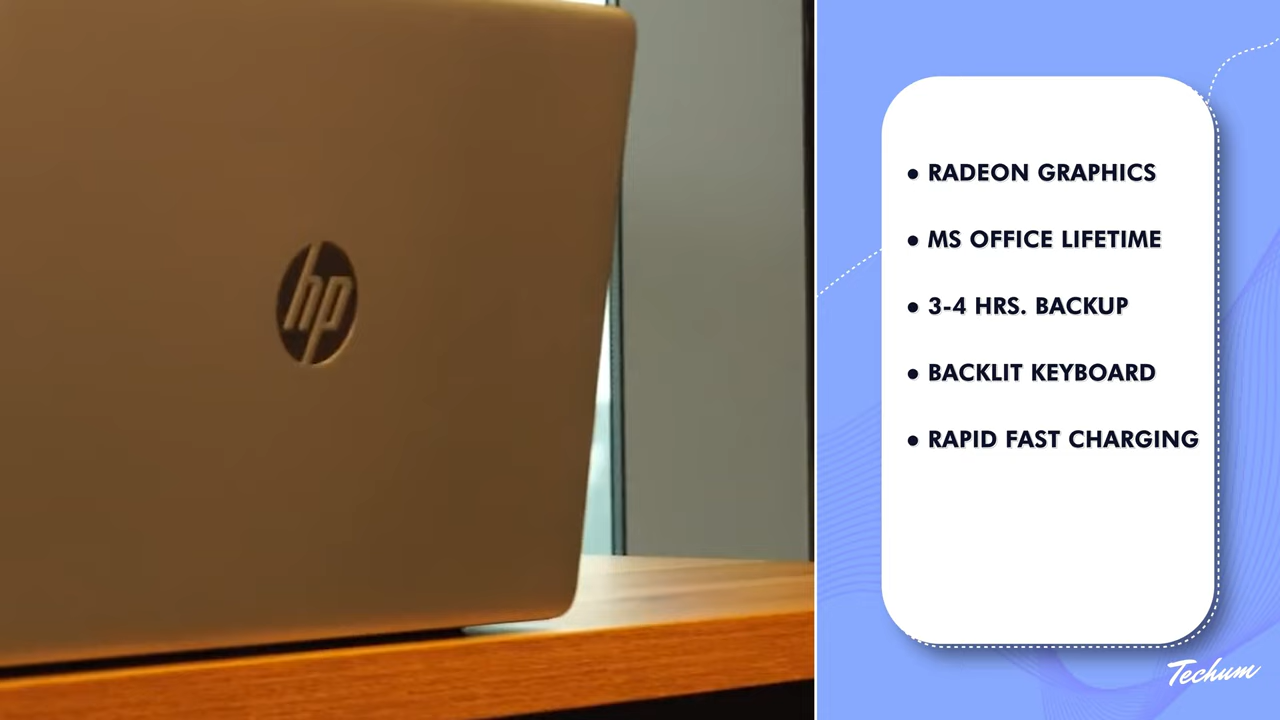 hp
● RADEON GRAPHICS
● MS OFFICE LIFETIME
● 3-4 HRS. BACKUP
● BACKLIT KEYBOARD
● RAPID FAST CHARGING
Techum